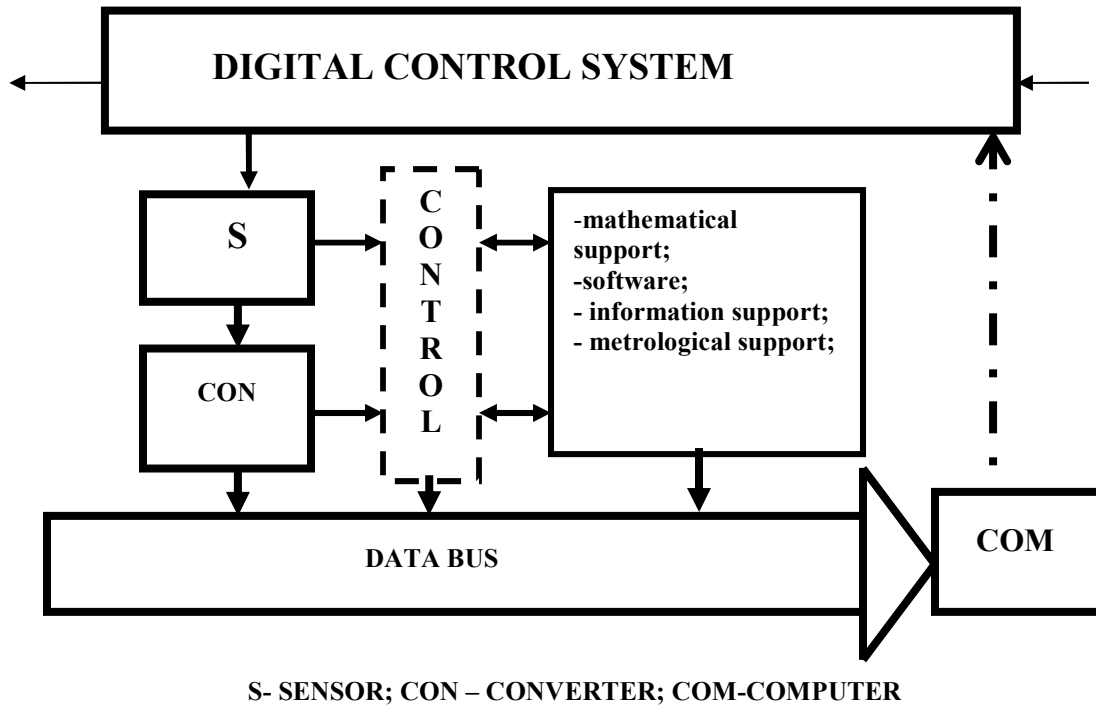 DIGITAL CONTROL SYSTEM
S
CONTROL
-mathematical
support;
-software;
- information support;
- metrological support;
CON
DATA BUS
COM
S- SENSOR; CON – CONVERTER; COM-COMPUTER